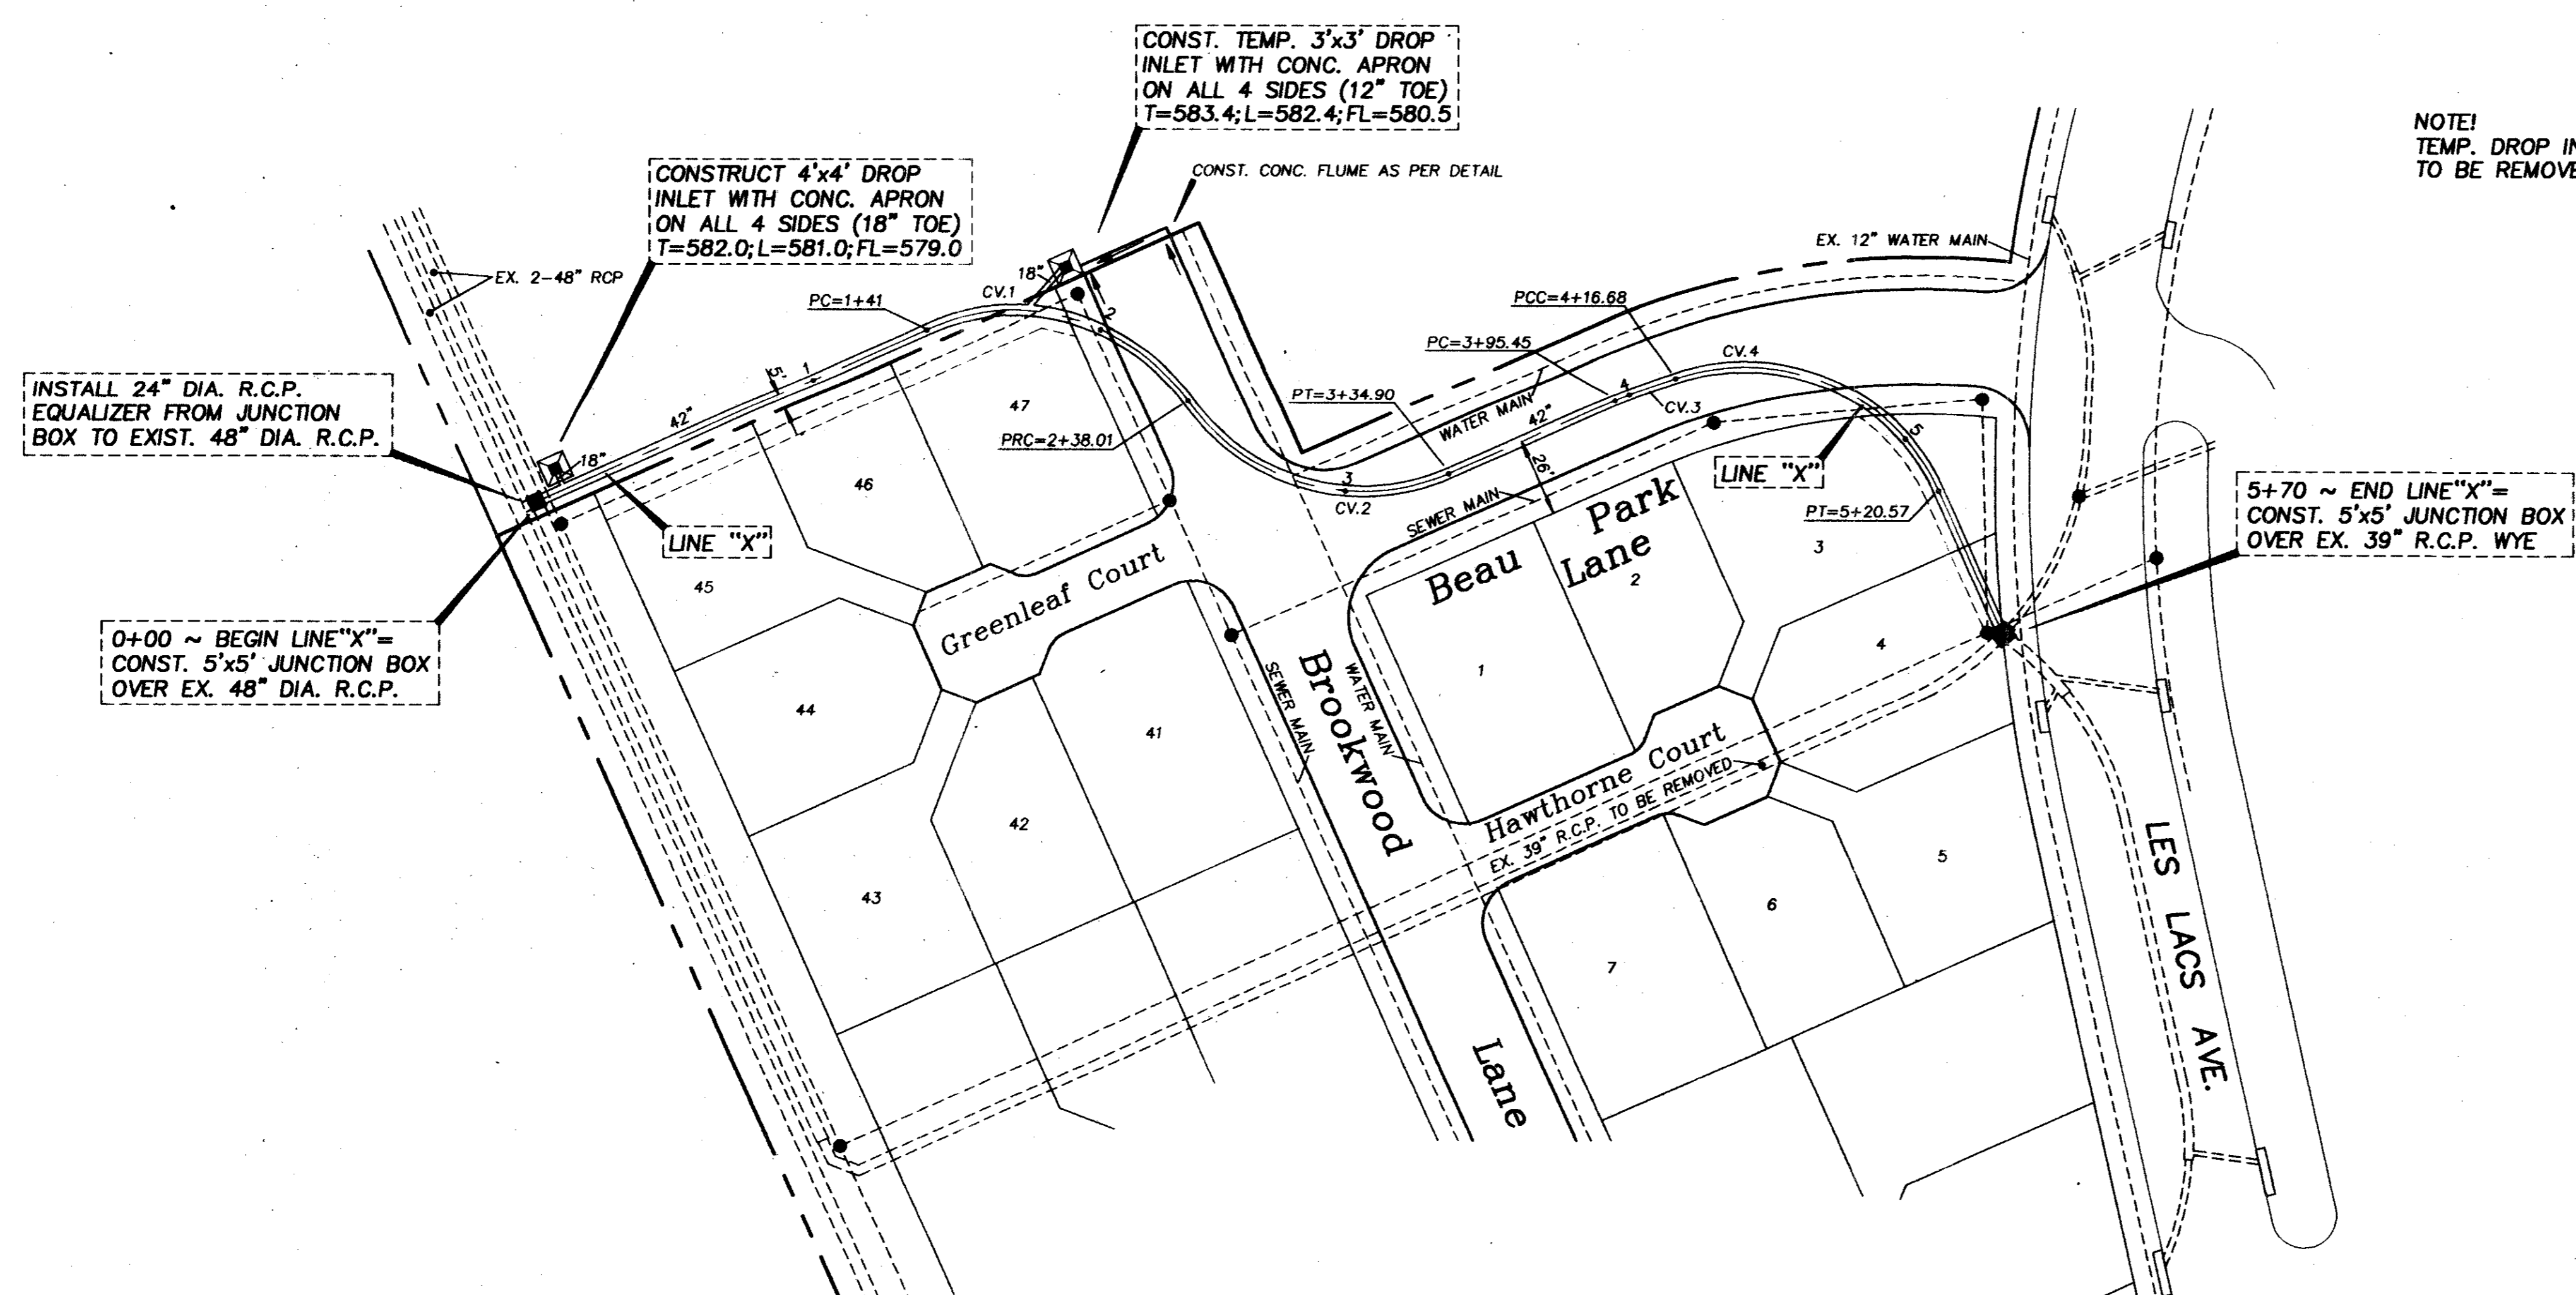 CONST. TEMP. 3'x3' DROP
INLET WITH CONC. APRON
ON ALL 4 SIDES (12" TOE)
T=583.4; L=582.4; FL=580.5
NOTE!
TEMP. DROP IN
TO BE REMOVE
CONSTRUCT 4'x4' DROP
INLET WITH CONC. APRON
ON ALL 4 SIDES (18" TOE)
T=582.0; L=581.0; FL=579.0
CONST. CONC. FLUME AS PER DETAIL
EX. 12" WATER MAIN
EX. 2-48" RCP
18"
CV.1
PC=1+41
2
PCC=4+16.68
PC=3+95.45
CV.4
INSTALL 24" DIA. R.C.P.
EQUALIZER FROM JUNCTION
BOX TO EXIST. 48" DIA. R.C.P.
5'
1
42"
47
PRC=2+38.01
PT=3+34.90
WATER MAIN
42"
4
CV.3
5
18"
46
3
CV.2
26'
LINE "X"
PT=5+20.57
5+70 ~ END LINE"X"=
CONST. 5'x5' JUNCTION BOX
OVER EX. 39" R.C.P. WYE
LINE "X"
SEWER MAIN
Beau Park
Lane
3
2
45
Greenleaf Court
0+00 ~ BEGIN LINE"X"=
CONST. 5'x5' JUNCTION BOX
OVER EX. 48" DIA. R.C.P.
44
41
SEWER MAIN
Brookwood
WATER MAIN
1
4
Hawthorne Court
EX. 39" R.C.P. TO BE REMOVED
42
43
5
6
7
Lane
LES LACS AVE.